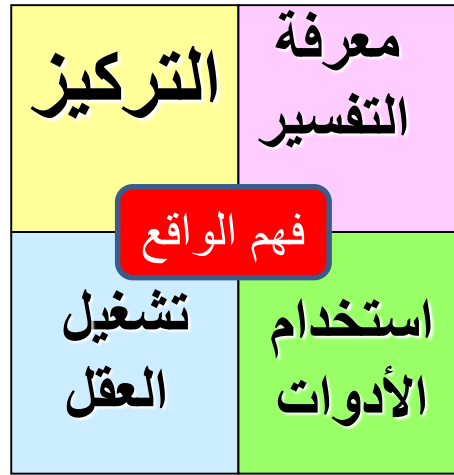 معرفة
التفسير
التركيز
فهم الواقع
استخدام
الأدوات
تشغيل
العقل